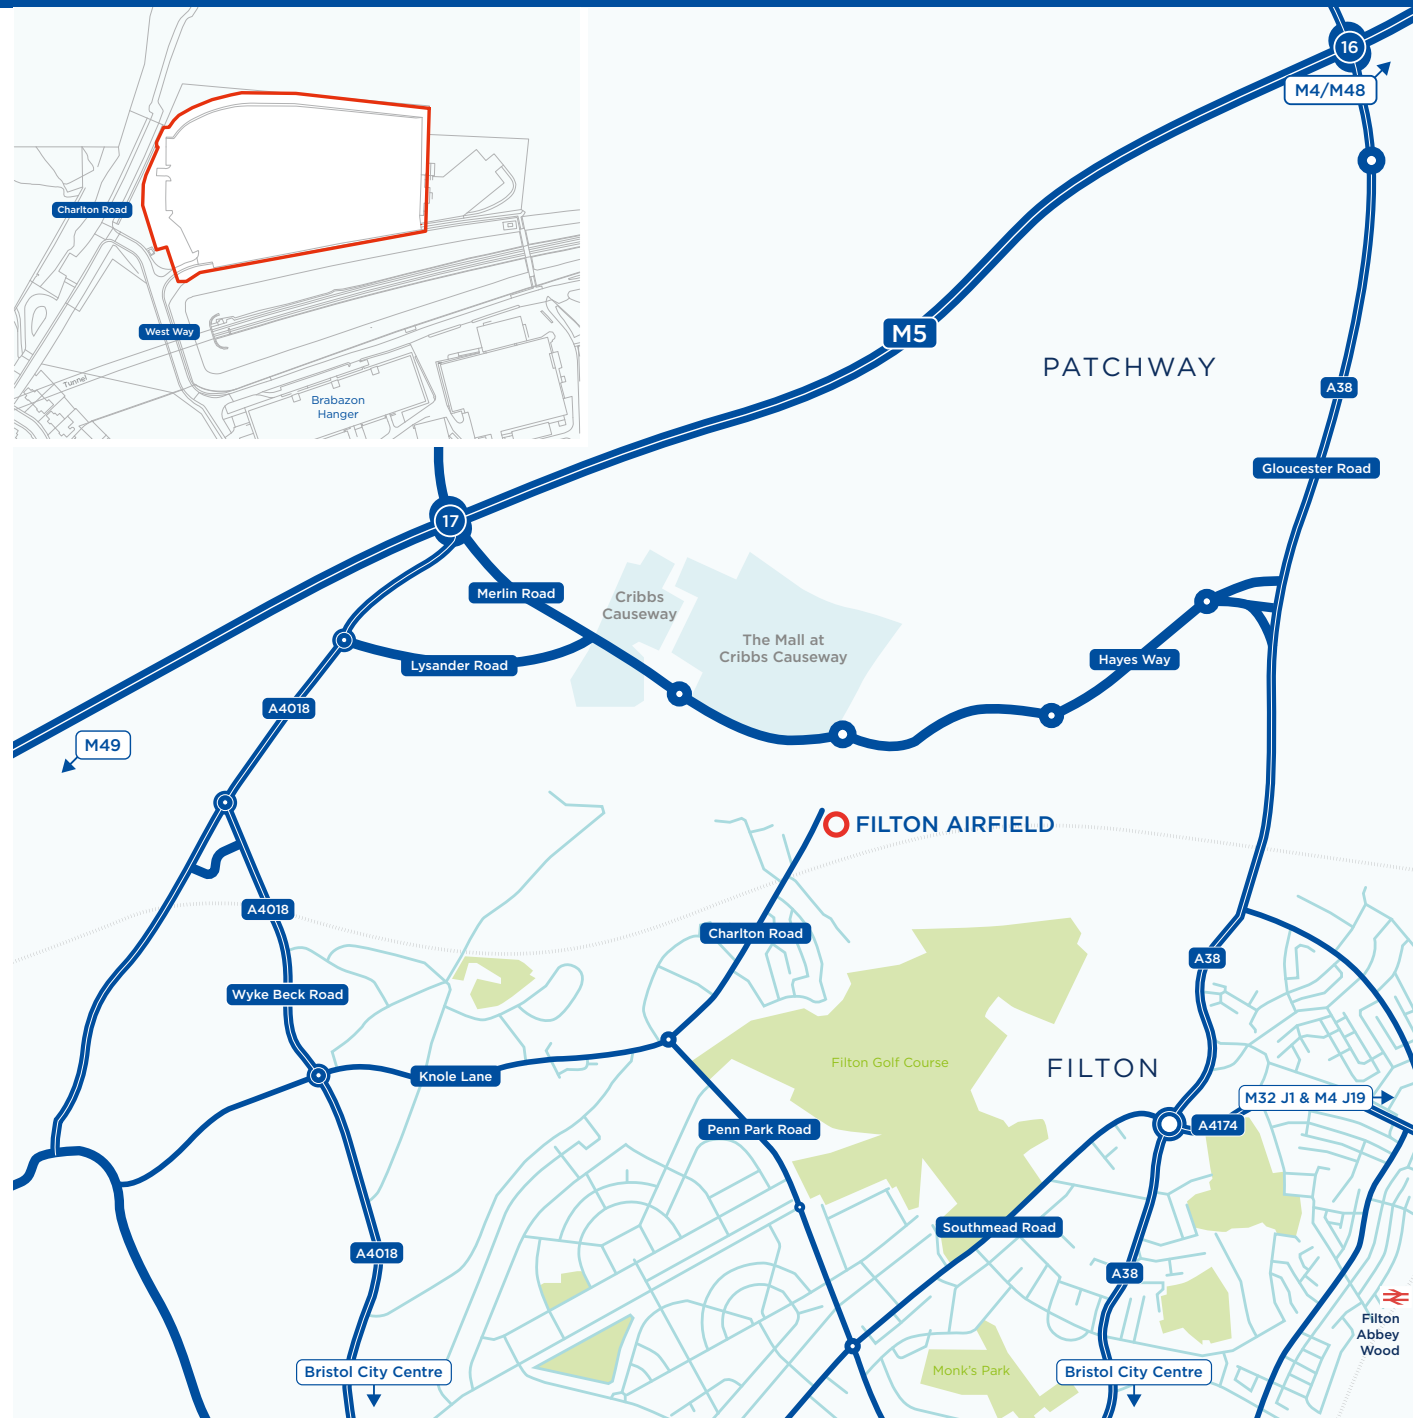 16
M4/M48
Charlton Road
West Way
Tunnel
Brabazon
Hanger
M5
PATCHWAY
A38
Gloucester Road
17
Merlin Road
Cribbs
Causeway
The Mall at
Cribbs Causeway
Lysander Road
Hayes Way
A4018
M49
FILTON AIRFIELD
A4018
Charlton Road
A38
Wyke Beck Road
Filton Golf Course
FILTON
Knole Lane
M32 J1 & M4 J19
A4174
Penn Park Road
Southmead Road
A4018
A38
Filton
Abbey
Wood
Bristol City Centre
Monk's Park
Bristol City Centre